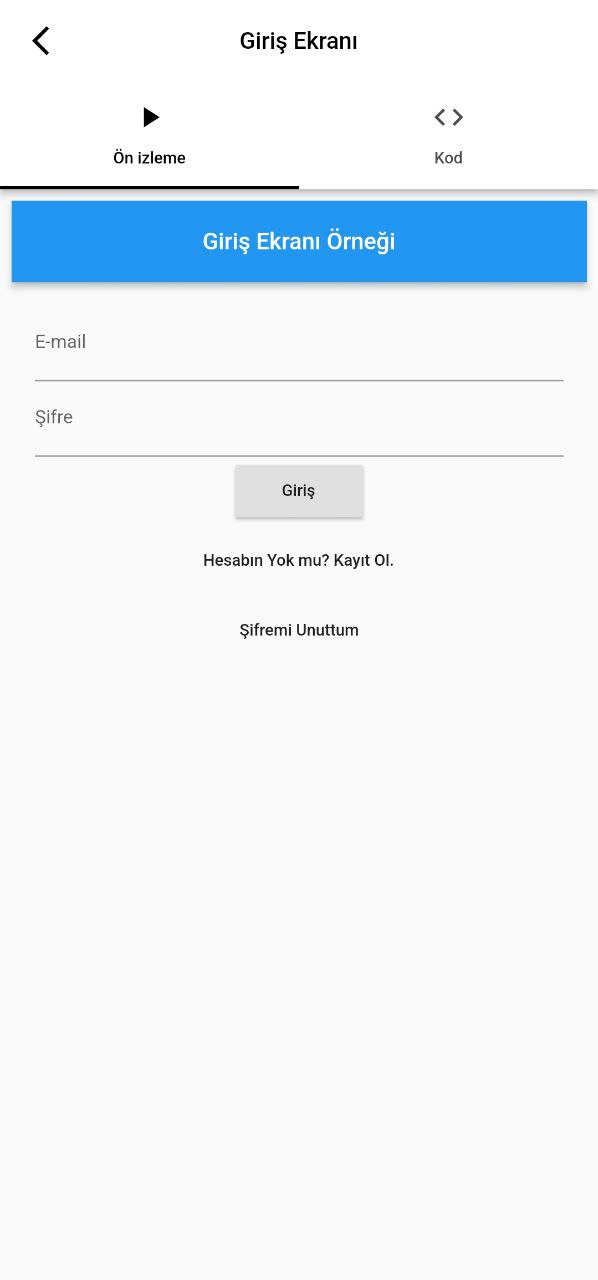 Giriş Ekranı
Ön izleme
Kod
Giriş Ekranı Örneği
E-mail
Şifre
Giriş
Hesabın Yok mu? Kayıt Ol.
Şifremi Unuttum